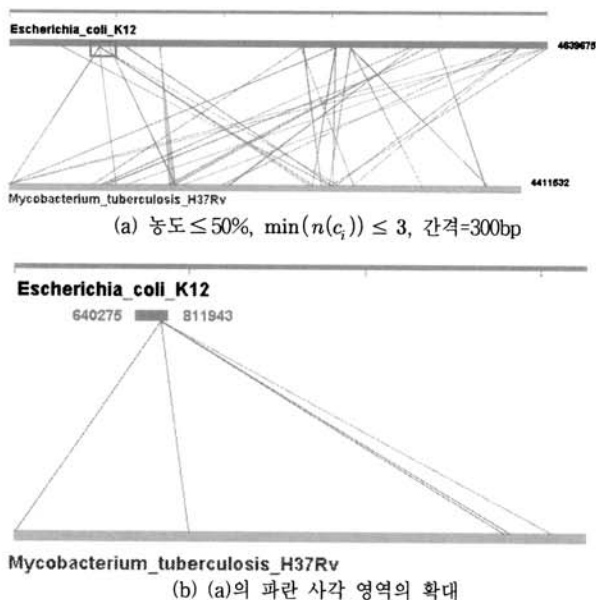 Escherichia_coli_K12
4639675
4411532
Mycobacterium_tuberculosis_H37Rv
(a) 농도≤50%, min(n(c_i)) ≤ 3, 간격=300bp
Escherichia_coli_K12
640275 811943
Mycobacterium_tuberculosis_H37Rv
(b) (a)의 파란 사각 영역의 확대